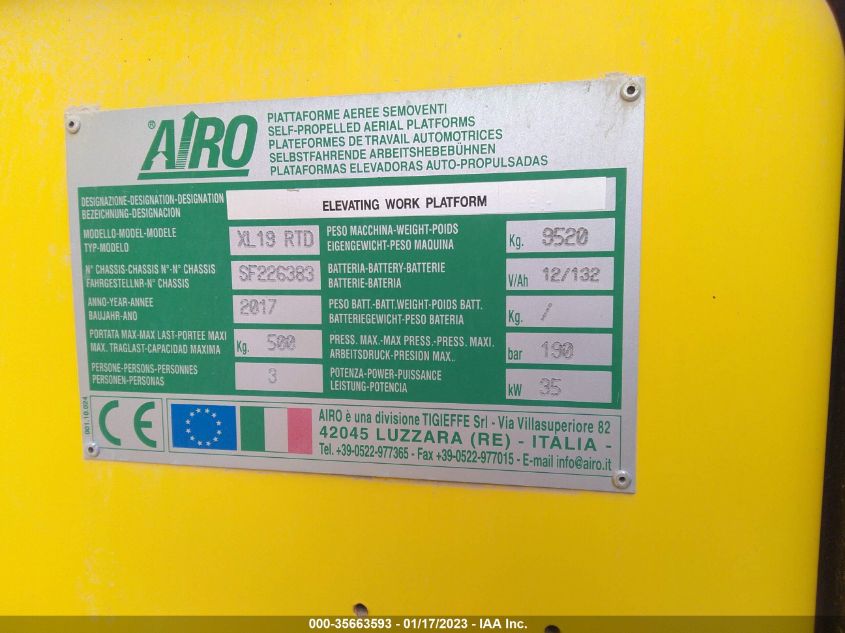 ® AIRO
PIATTAFORME AEREE SEMOVENTI
SELF-PROPELLED AERIAL PLATFORMS
PLATEFORMES DE TRAVAIL AUTOMOTRICES
SELBSTFAHRENDE ARBEITSHEBEBÜHNEN
PLATAFORMAS ELEVADORAS AUTO-PROPULSADAS
DESIGNAZIONE-DESIGNATION-DESIGNATION
BEZEICHNUNG-DESIGNACION
ELEVATING WORK PLATFORM
MODELLO-MODEL-MODELE
TYP-MODELO
XL19 RTD
PESO MACCHINA-WEIGHT-POIDS
EIGENGEWICHT-PESO MAQUINA
Kg. 9520
N° CHASSIS-CHASSIS N°-N° CHASSIS
FAHRGESTELLNR-N° CHASSIS
SF226383
BATTERIA-BATTERY-BATTERIE
BATTERIE-BATERIA
V/Ah 12/132
ANNO-YEAR-ANNEE
BAUJAHR-ANO
2017
PESO BATT.-BATT.WEIGHT-POIDS BATT.
BATTERIEGEWICHT-PESO BATERIA
Kg. /
PORTATA MAX-MAX LAST-PORTEE MAXI
MAX. TRAGLAST-CAPACIDAD MAXIMA
Kg. 500
PRESS. MAX.-MAX PRESS.-PRESS. MAXI.
ARBEITSDRUCK-PRESION MAX..
bar 190
PERSONE-PERSONS-PERSONNES
PERSONEN-PERSONAS
3
POTENZA-POWER-PUISSANCE
LEISTUNG-POTENCIA
kW 35
001.10.024
CE
AIRO è una divisione TIGIEFFE Srl - Via Villasuperiore 82
42045 LUZZARA (RE) - ITALIA -
Tel. +39-0522-977365 - Fax +39-0522-977015 - E-mail info@airo.it
000-35663593 - 01/17/2023 - IAA Inc.